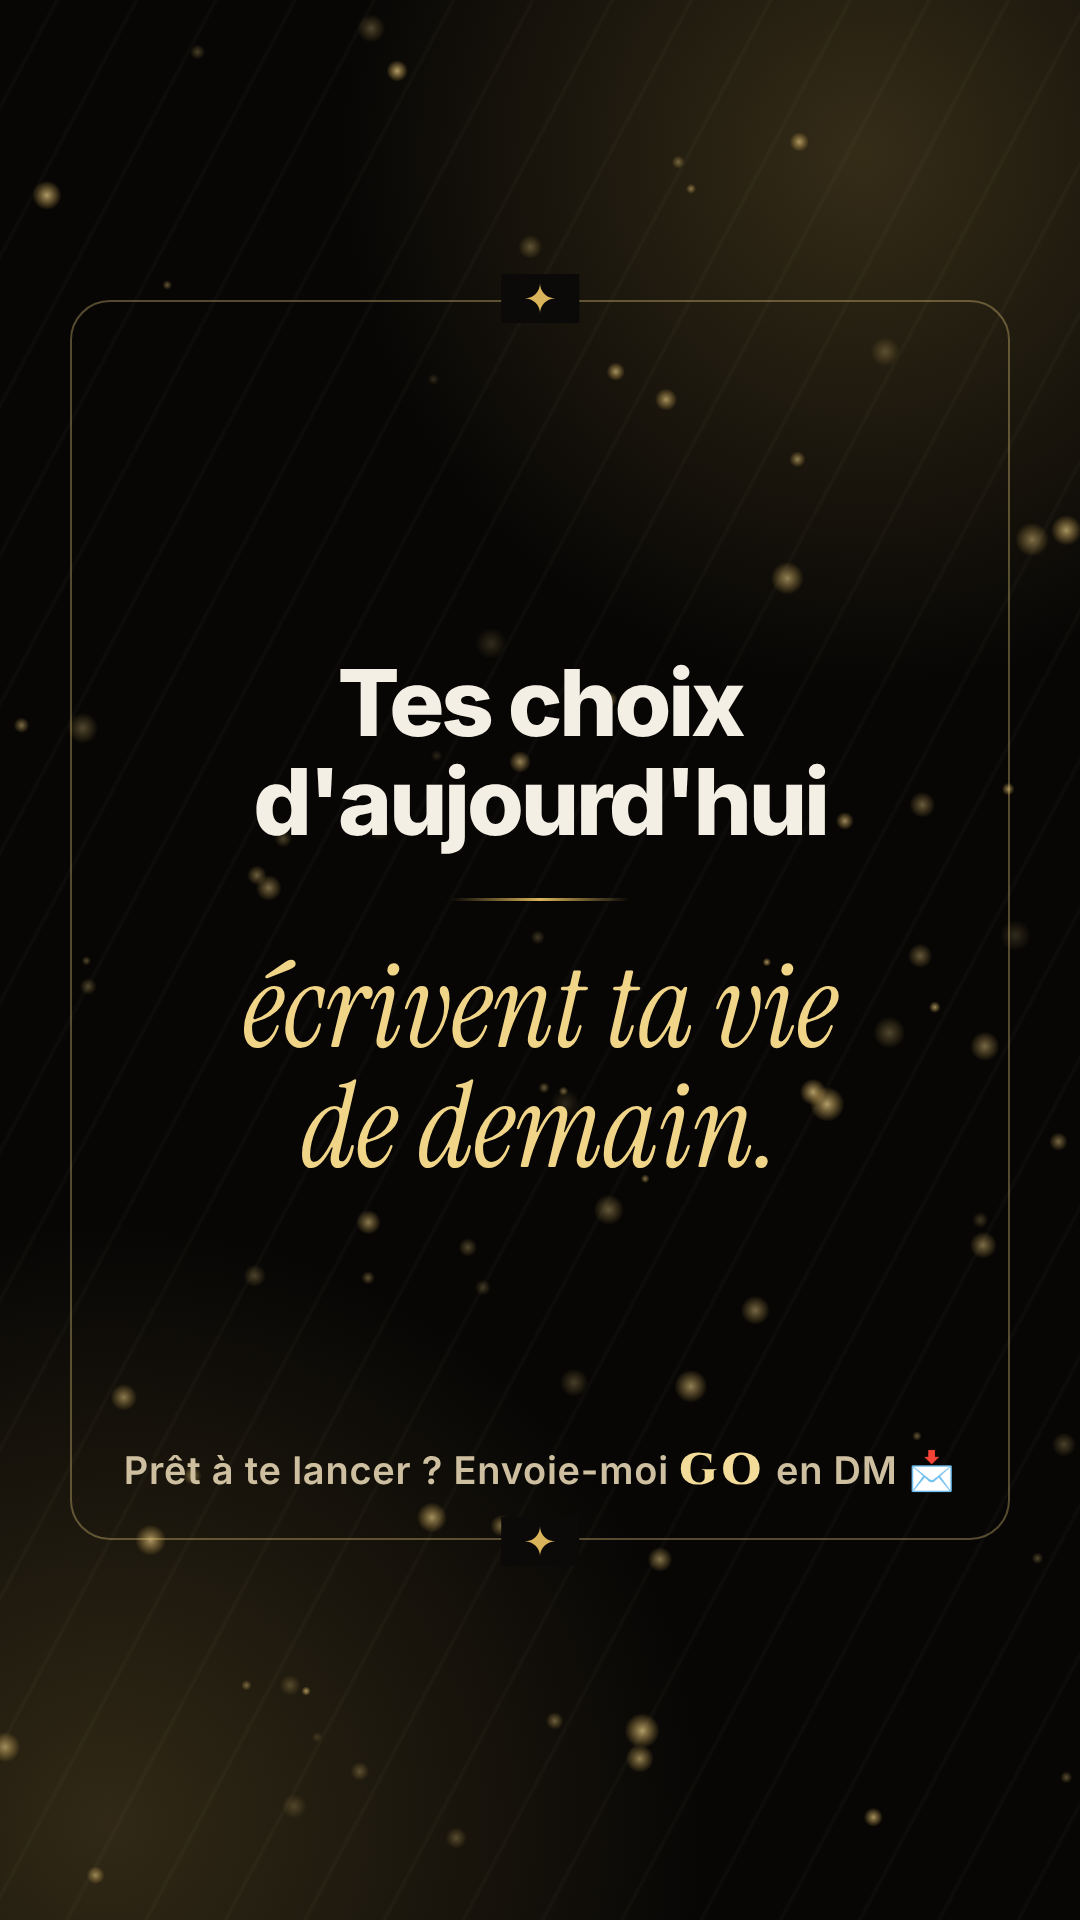 Tes choix
d'aujourd'hui
écrivent ta vie
de demain.
Prêt à te lancer ? Envoie-moi GO en DM 📩